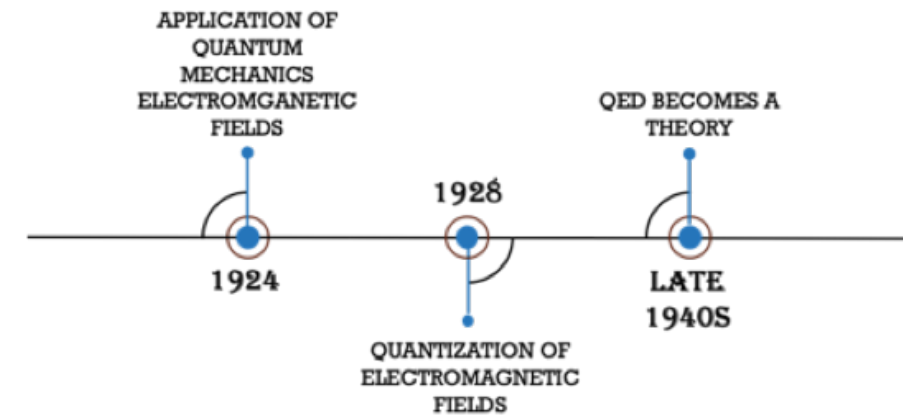 APPLICATION OF
QUANTUM
MECHANICS
ELECTROMGANETIC
FIELDS
1924
1928
QUANTIZATION OF
ELECTROMAGNETIC
FIELDS
QED BECOMES A
THEORY
LATE
1940S